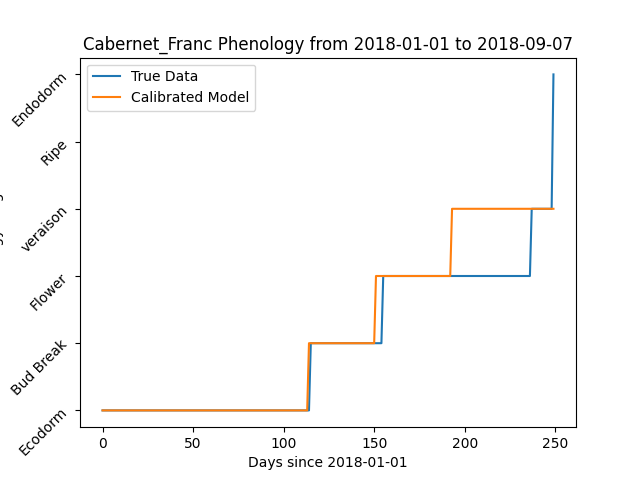 Cabernet_Franc Phenology from 2018-01-01 to 2018-09-07
True Data
Calibrated Model
Endodorm
Ripe
veraison
Flower
Bud Break
Ecodorm
0 50 100 150 200 250
Days since 2018-01-01